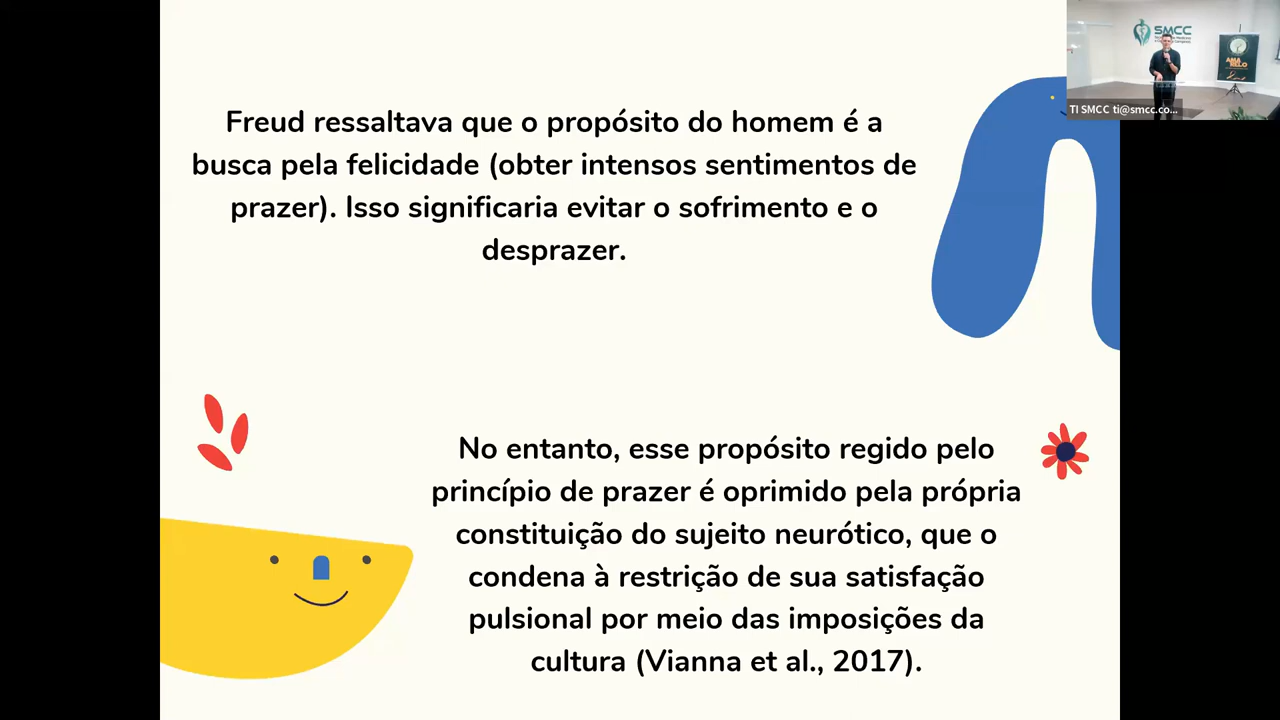 Freud ressaltava que o propósito do homem é a
busca pela felicidade (obter intensos sentimentos de
prazer). Isso significaria evitar o sofrimento e o
desprazer.
No entanto, esse propósito regido pelo
princípio de prazer é oprimido pela própria
constituição do sujeito neurótico, que o
condena à restrição de sua satisfação
pulsional por meio das imposições da
cultura (Vianna et al., 2017).
SMCC
TI SMCC ti@smcc.co...